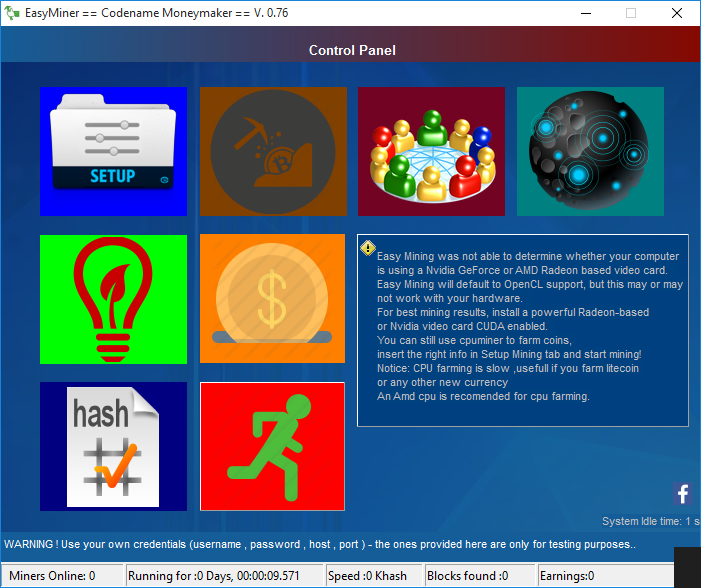 EasyMiner == Codename Moneymaker == V. 0.76
Control Panel
SETUP
Easy Mining was not able to determine whether your computer
is using a Nvidia GeForce or AMD Radeon based video card.
Easy Mining will default to OpenCL support, but this may or may
not work with your hardware.
For best mining results, install a powerful Radeon-based
or Nvidia video card CUDA enabled.
You can still use cpuminer to farm coins,
insert the right info in Setup Mining tab and start mining!
Notice: CPU farming is slow ,usefull if you farm litecoin
or any other new currency
An Amd cpu is recomended for cpu farming.
hash
System Idle time: 1 s
WARNING ! Use your own credentials (username , password , host , port ) - the ones provided here are only for testing purposes..
Miners Online: 0 Running for :0 Days, 00:00:09.571 Speed :0 Khash Blocks found :0 Earnings:0